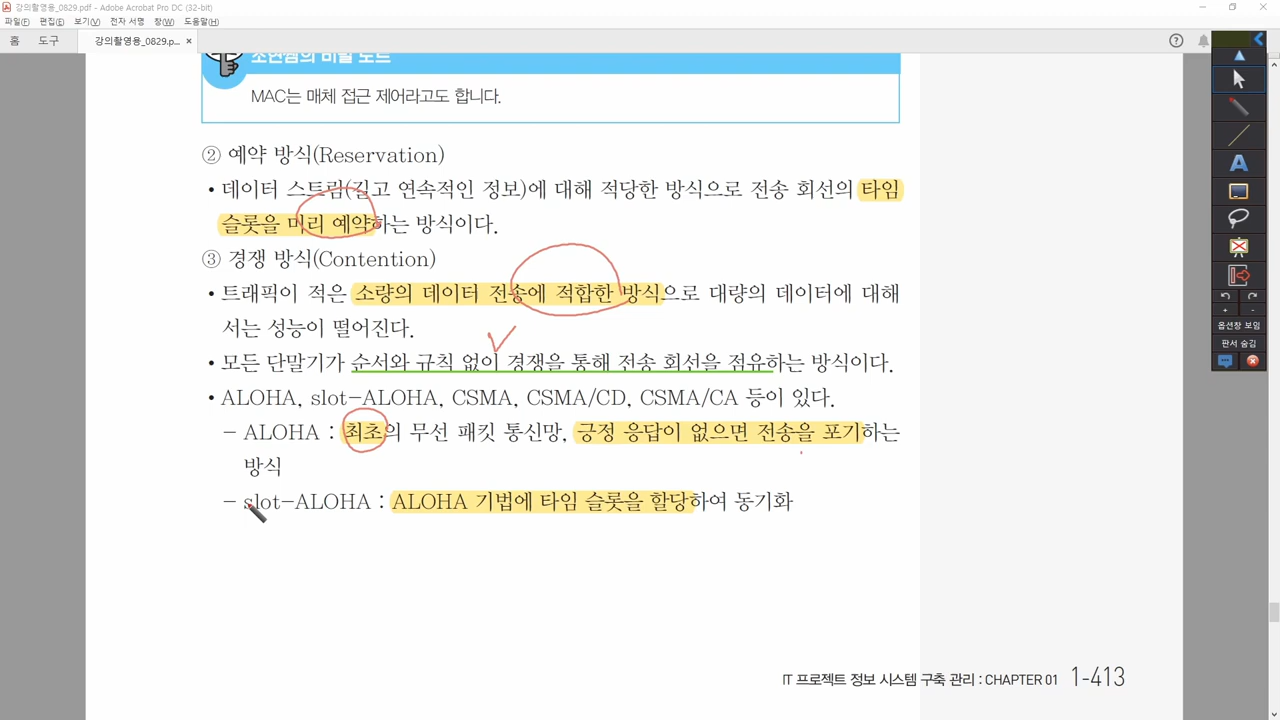 강의촬영용_0829.pdf - Adobe Acrobat Pro DC (32-bit)
파일(F) 편집(E) 보기(V) 전자 서명 창(W) 도움말(H)
홈 도구 강의촬영용_0829.p... ×
MAC는 매체 접근 제어라고도 합니다.
② 예약 방식(Reservation)
• 데이터 스트림(길고 연속적인 정보)에 대해 적당한 방식으로 전송 회선의 타임
슬롯을 미리 예약하는 방식이다.
③ 경쟁 방식(Contention)
• 트래픽이 적은 소량의 데이터 전송에 적합한 방식으로 대량의 데이터에 대해
서는 성능이 떨어진다.
• 모든 단말기가 순서와 규칙 없이 경쟁을 통해 전송 회선을 점유하는 방식이다.
• ALOHA, slot-ALOHA, CSMA, CSMA/CD, CSMA/CA 등이 있다.
- ALOHA : 최초의 무선 패킷 통신망, 긍정 응답이 없으면 전송을 포기하는
방식
- slot-ALOHA : ALOHA 기법에 타임 슬롯을 할당하여 동기화
IT 프로젝트 정보 시스템 구축 관리 : CHAPTER 01 1-413
옵션창 보임
판서 숨김